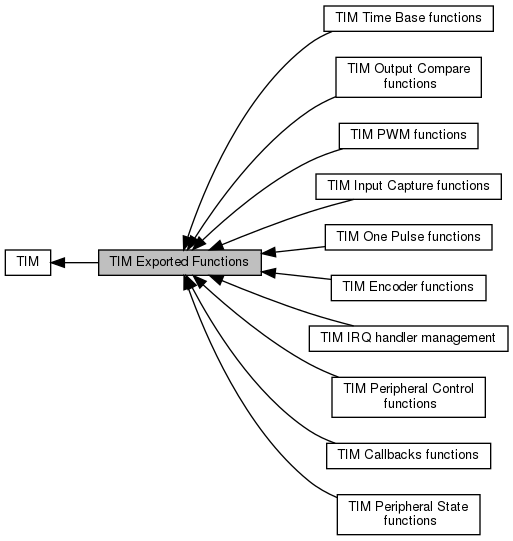 TIM Time Base functions
TIM Output Compare
functions
TIM PWM functions
TIM Input Capture functions
TIM One Pulse functions
TIM
TIM Exported Functions
TIM Encoder functions
TIM IRQ handler management
TIM Peripheral Control
functions
TIM Callbacks functions
TIM Peripheral State
functions